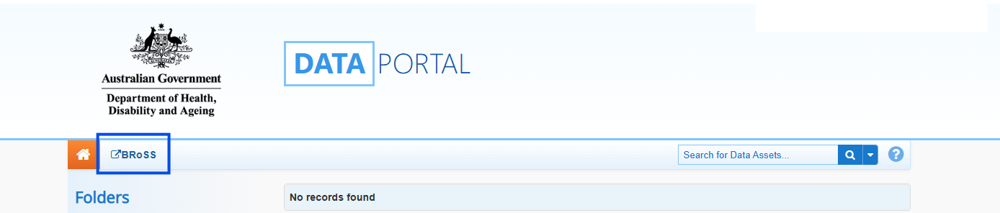 Australian Government
Department of Health,
Disability and Ageing
DATA PORTAL
BRoSS
Search for Data Assets...
?
Folders
No records found